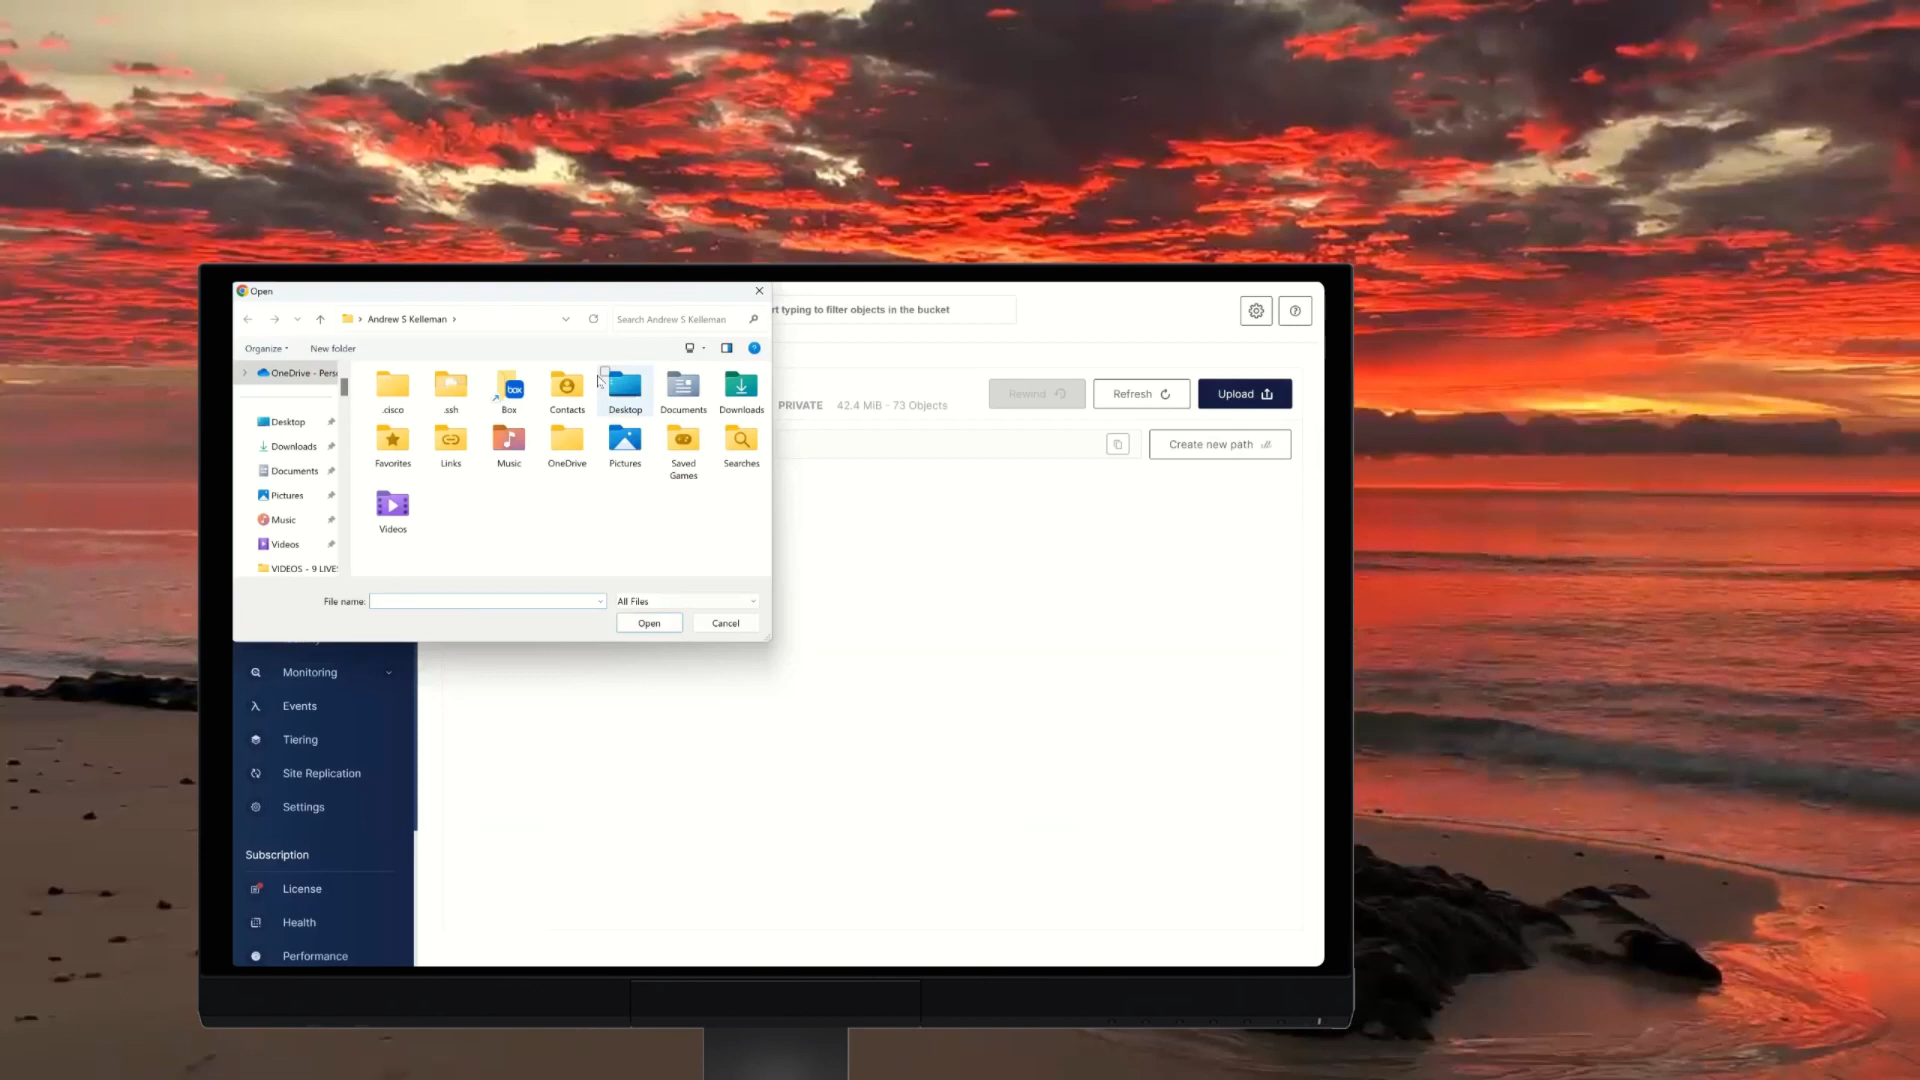 Open
Andrew S Kelleman
Search Andrew S Kelleman
rt typing to filter objects in the bucket
Organize
New folder
OneDrive - Perso
Desktop
Downloads
Documents
Pictures
Music
Videos
VIDEOS - 9 LIVES
.cisco
.ssh
box
Box
Contacts
Desktop
Documents
Downloads
Favorites
Links
Music
OneDrive
Pictures
Saved
Games
Searches
Videos
File name:
All Files
Open
Cancel
PRIVATE
42.4 MiB - 73 Objects
Rewind
Refresh
Upload
Create new path
Monitoring
Events
Tiering
Site Replication
Settings
Subscription
License
Health
Performance